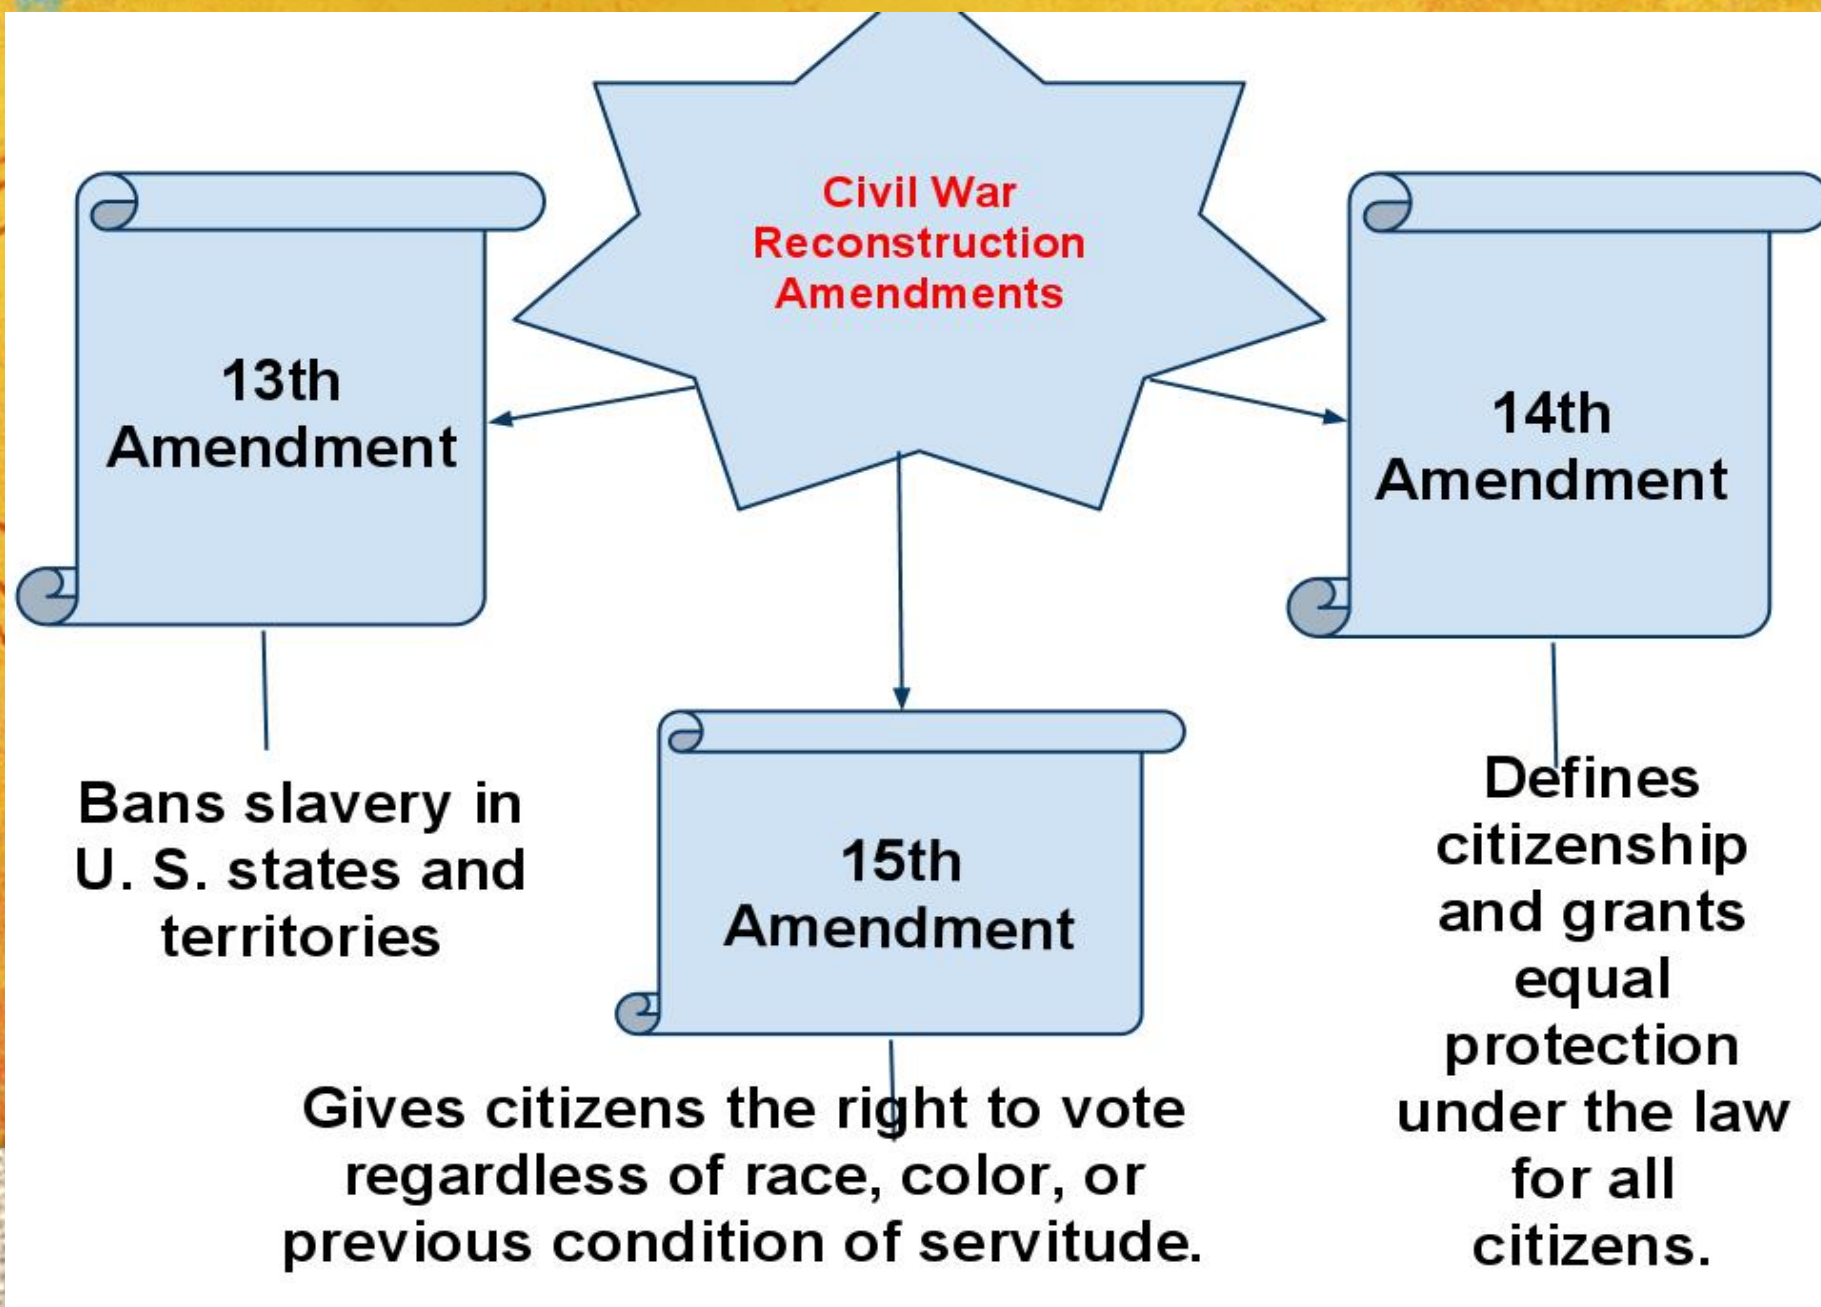 Civil War
Reconstruction
Amendments
13th
Amendment
14th
Amendment
15th
Amendment
Bans slavery in
U. S. states and
territories
Gives citizens the right to vote
regardless of race, color, or
previous condition of servitude.
Defines
citizenship
and grants
equal
protection
under the law
for all
citizens.